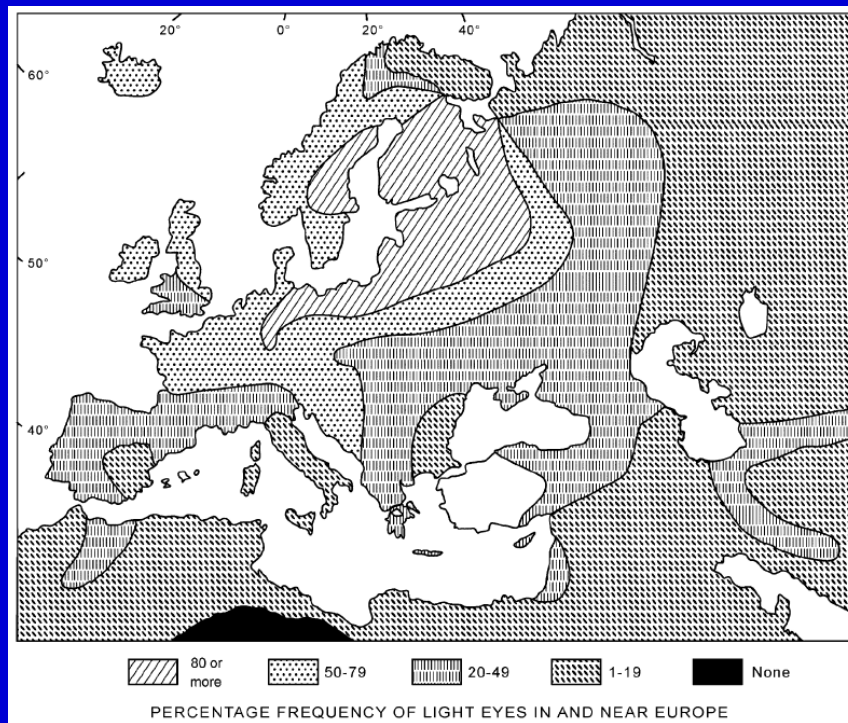 20° 0° 20° 40°
60°
50°
40°
80 or more 50-79 20-49 1-19 None
PERCENTAGE FREQUENCY OF LIGHT EYES IN AND NEAR EUROPE